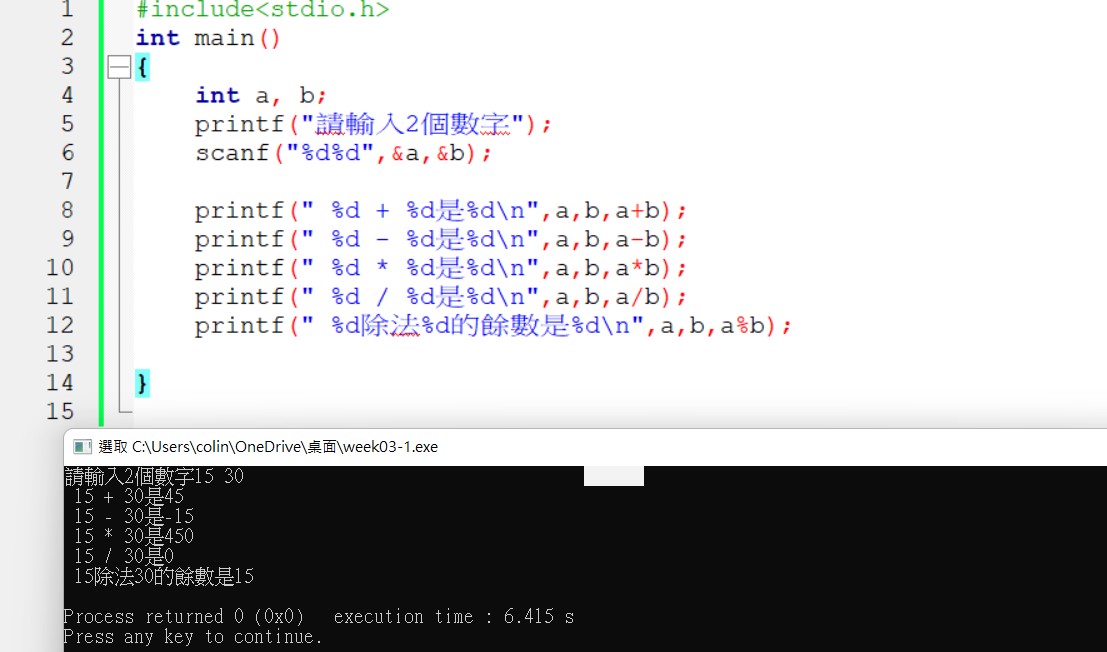 1 #include<stdio.h>
2 int main()
3 {
4 int a, b;
5 printf("請輸入2個數字");
6 scanf("%d%d",&a,&b);
7
8 printf(" %d + %d是%d\n",a,b,a+b);
9 printf(" %d - %d是%d\n",a,b,a-b);
10 printf(" %d * %d是%d\n",a,b,a*b);
11 printf(" %d / %d是%d\n",a,b,a/b);
12 printf(" %d除法%d的餘數是%d\n",a,b,a%b);
13
14 }
15
選取 C:\Users\colin\OneDrive\桌面\week03-1.exe
請輸入2個數字15 30
15 + 30是45
15 - 30是-15
15 * 30是450
15 / 30是0
15除法30的餘數是15
Process returned 0 (0x0) execution time : 6.415 s
Press any key to continue.